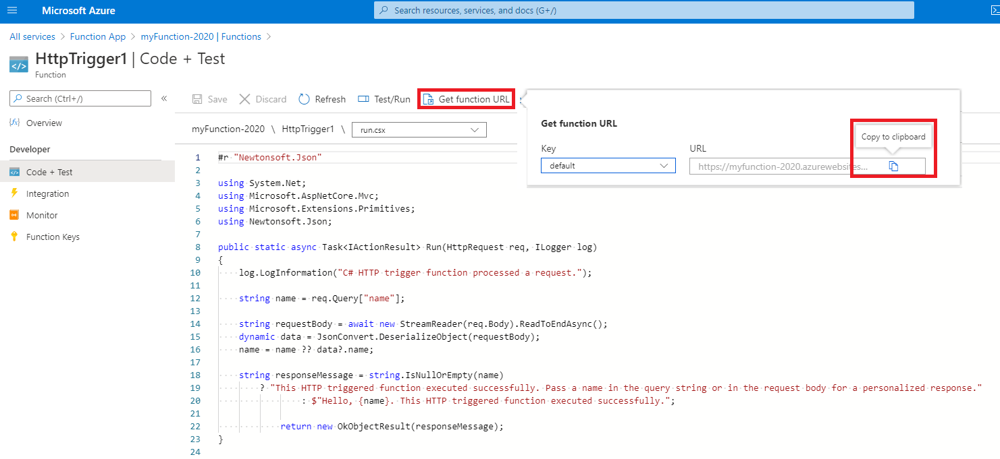 Microsoft Azure
Search resources, services, and docs (G+/)
All services > Function App > myFunction-2020 | Functions >
HttpTrigger1 | Code + Test
Function
Search (Ctrl+/)
«
Overview
Developer
Code + Test
Integration
Monitor
Function Keys
Save
Discard
Refresh
Test/Run
Get function URL
myFunction-2020 \ HttpTrigger1 \ run.csx
Get function URL
Key
default
URL
https://myfunction-2020.azurewebsites...
Copy to clipboard
1 #r "Newtonsoft.Json"
2
3 using System.Net;
4 using Microsoft.AspNetCore.Mvc;
5 using Microsoft.Extensions.Primitives;
6 using Newtonsoft.Json;
7
8 public static async Task<IActionResult> Run(HttpRequest req, ILogger log)
9 {
10 log.LogInformation("C# HTTP trigger function processed a request.");
11
12 string name = req.Query["name"];
13
14 string requestBody = await new StreamReader(req.Body).ReadToEndAsync();
15 dynamic data = JsonConvert.DeserializeObject(requestBody);
16 name = name ?? data?.name;
17
18 string responseMessage = string.IsNullOrEmpty(name)
19 ? "This HTTP triggered function executed successfully. Pass a name in the query string or in the request body for a personalized response."
20 : $"Hello, {name}. This HTTP triggered function executed successfully.";
21
22 return new OkObjectResult(responseMessage);
23 }
24